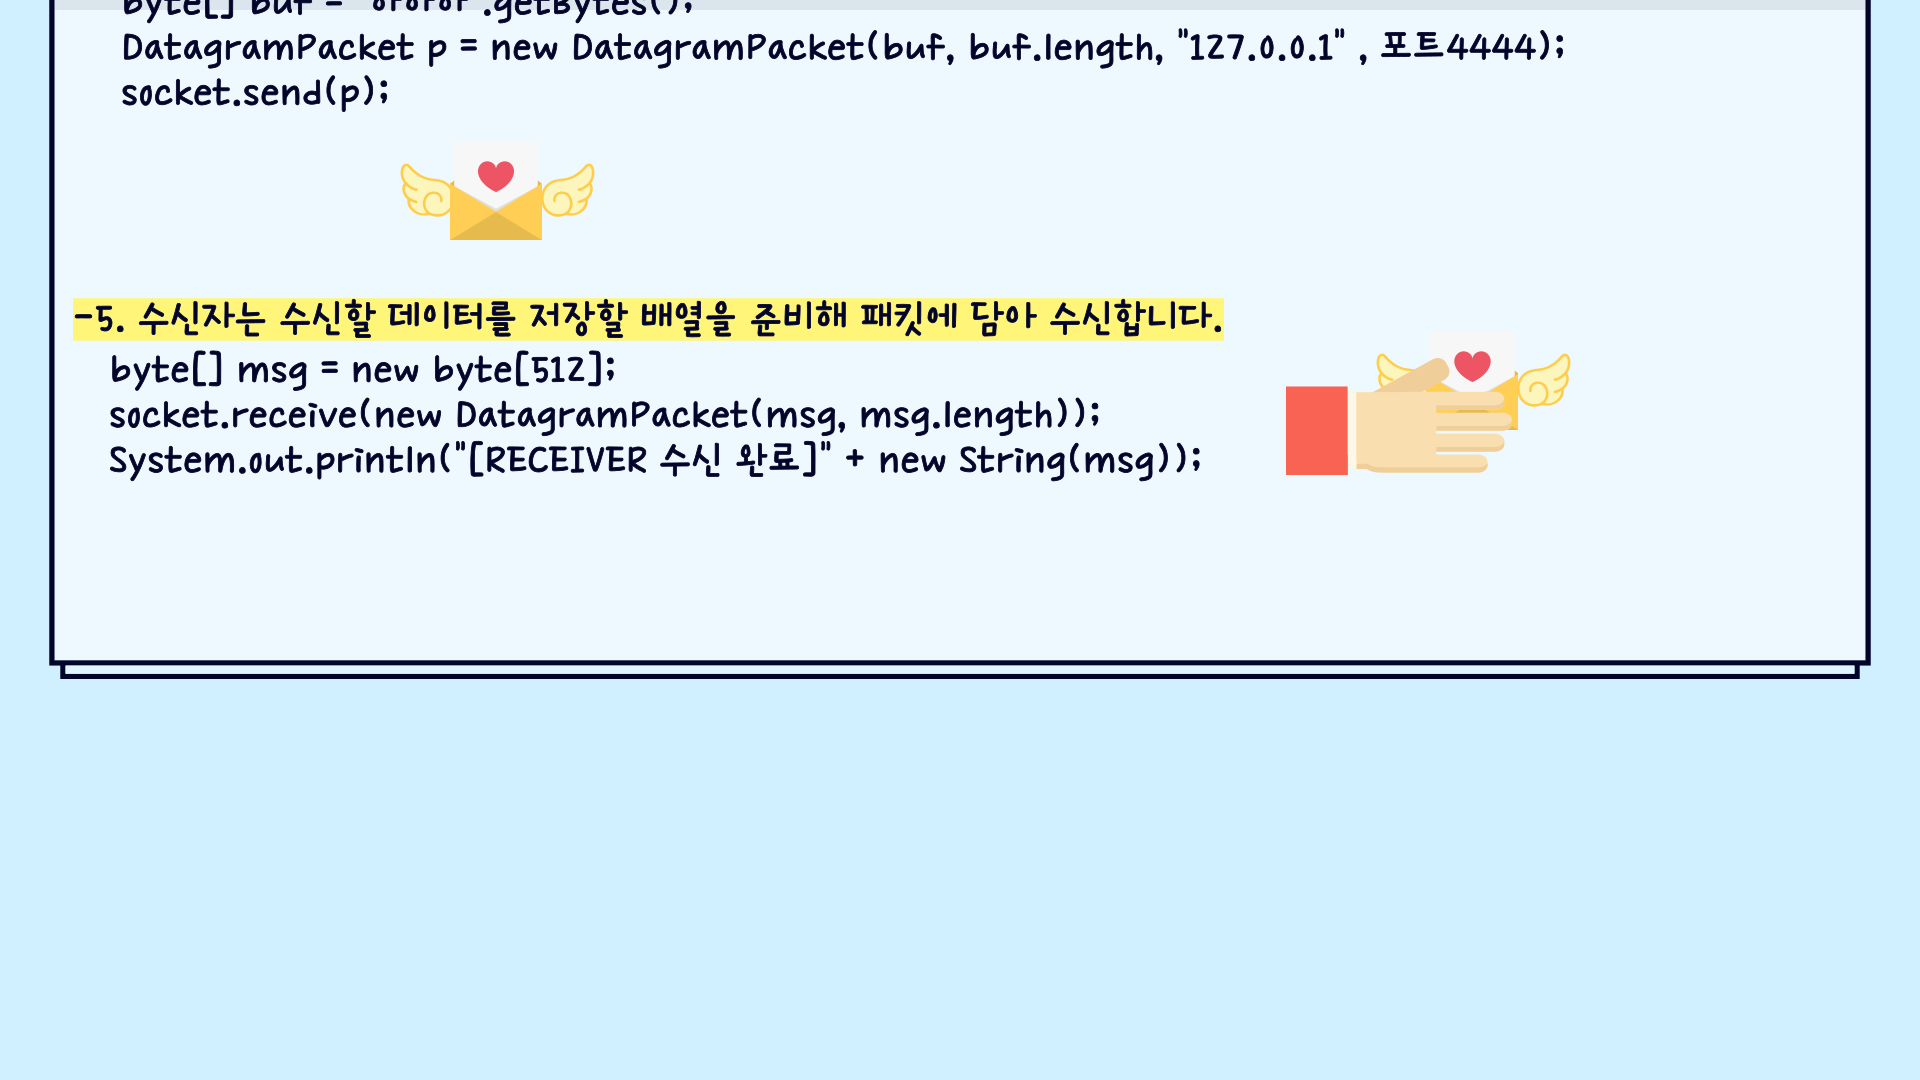 byte[] buf = "아아아".getBytes();
DatagramPacket p = new DatagramPacket(buf, buf.length, "127.0.0.1" , 포트4444);
socket.send(p);
-5. 수신자는 수신할 데이터를 저장할 배열을 준비해 패킷에 담아 수신합니다.
byte[] msg = new byte[512];
socket.receive(new DatagramPacket(msg, msg.length));
System.out.println("[RECEIVER 수신 완료]" + new String(msg));